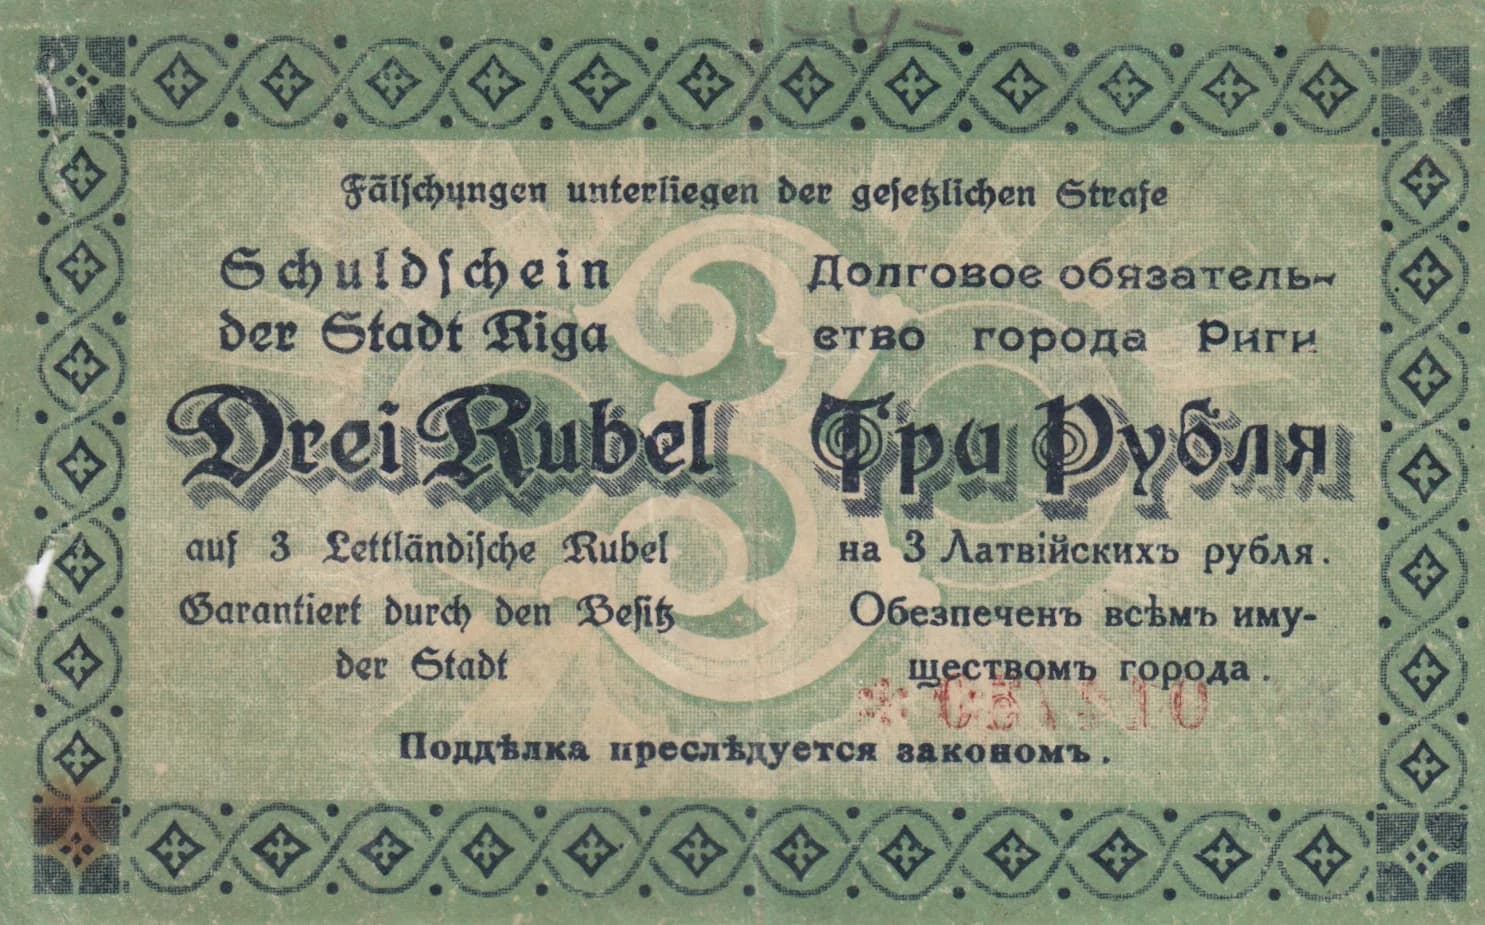 Fälschungen unterliegen der gesetzlichen Strafe
Schuldschein
der Stadt Riga
Drei Rubel
auf 3 Lettländische Rubel
Garantiert durch den Besitz
der Stadt
Долговое обязатель-
ство города Риги
Три Рубля
на 3 Латвійскихъ рубля.
Обезпеченъ всѣмъ иму-
ществомъ города.
Поддѣлка преслѣдуется закономъ.
3